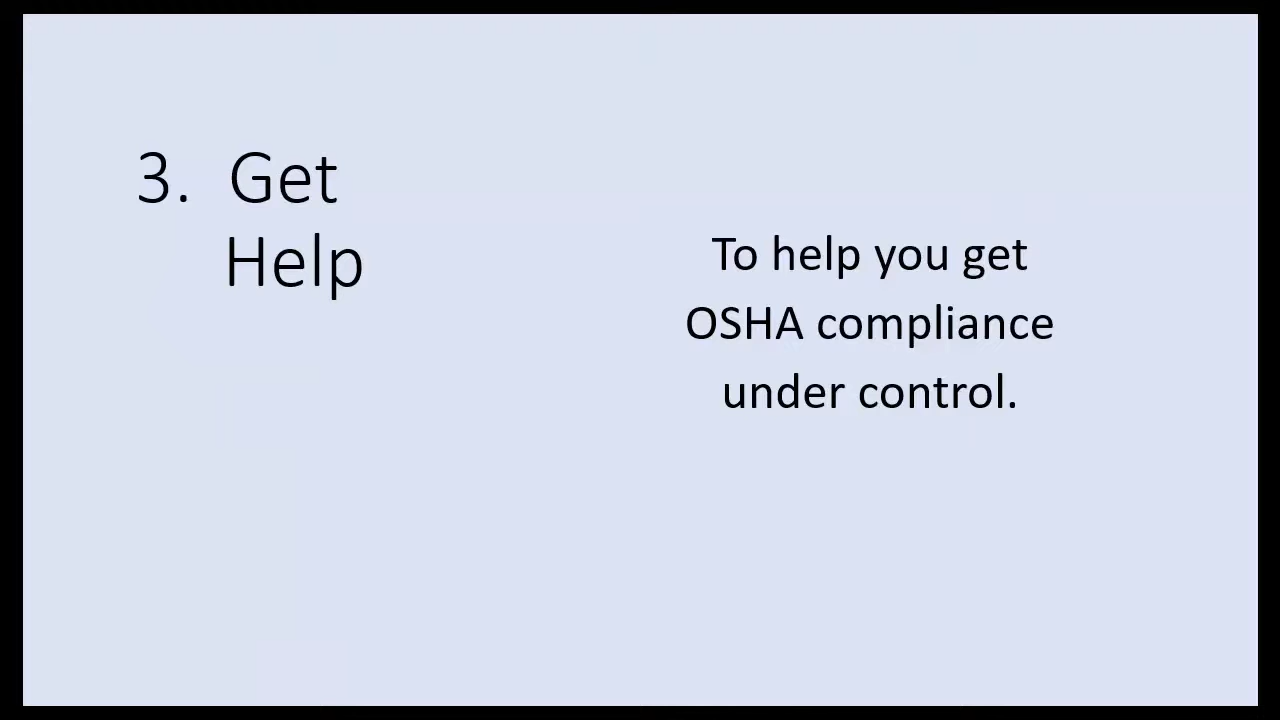 3. Get
Help
To help you get
OSHA compliance
under control.